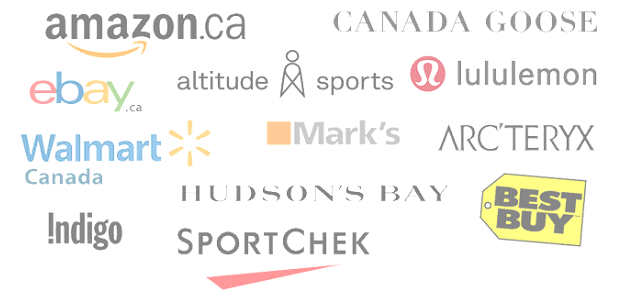 amazon.ca
CANADA GOOSE
ebay.ca
altitude sports
lululemon
Walmart
Canada
Mark's
ARC'TERYX
HUDSON'S BAY
BEST
BUY
!ndigo
SPORTCHEK